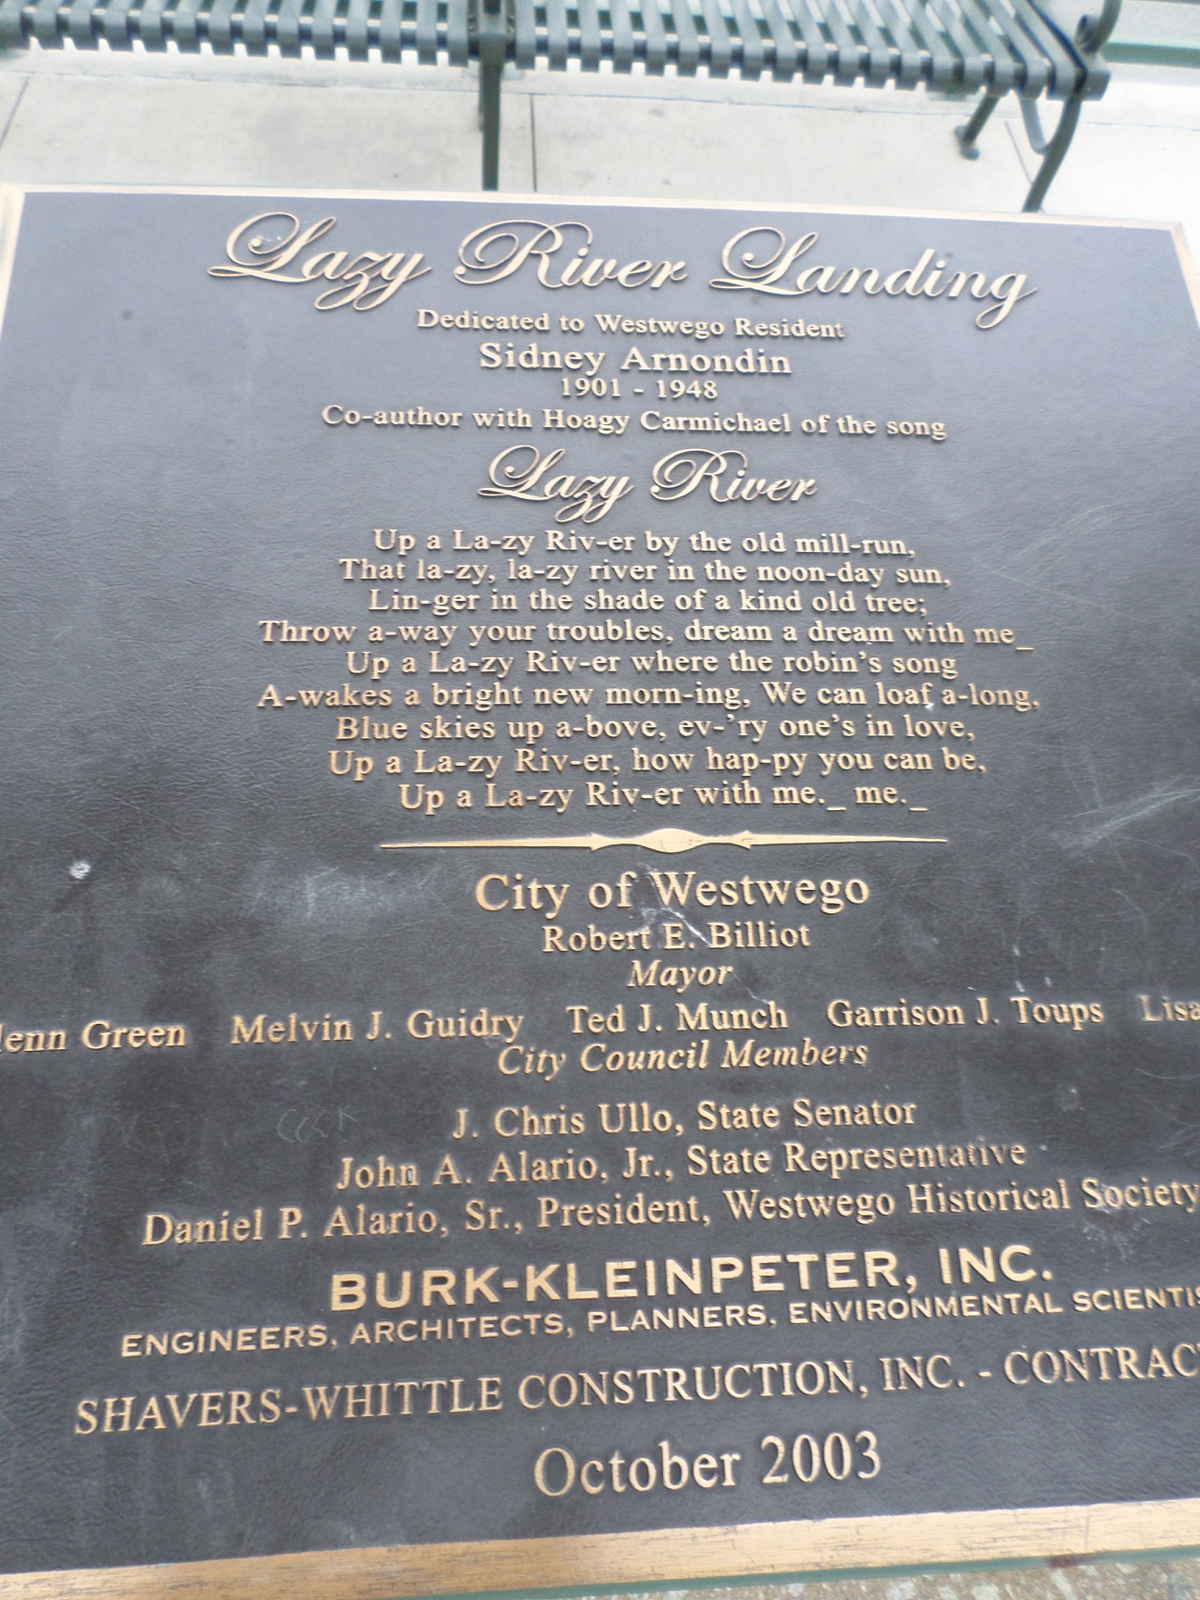 Lazy River Landing
Dedicated to Westwego Resident
Sidney Arnondin
1901 - 1948
Co-author with Hoagy Carmichael of the song
Lazy River
Up a La-zy Riv-er by the old mill-run,
That la-zy, la-zy river in the noon-day sun,
Lin-ger in the shade of a kind old tree;
Throw a-way your troubles, dream a dream with me_
Up a La-zy Riv-er where the robin's song
A-wakes a bright new morn-ing, We can loaf a-long,
Blue skies up a-bove, ev-'ry one's in love,
Up a La-zy Riv-er, how hap-py you can be,
Up a La-zy Riv-er with me._ me._
City of Westwego
Robert E. Billiot
Mayor
lenn Green Melvin J. Guidry Ted J. Munch Garrison J. Toups Lisa
City Council Members
J. Chris Ullo, State Senator
John A. Alario, Jr., State Representative
Daniel P. Alario, Sr., President, Westwego Historical Society
BURK-KLEINPETER, INC.
ENGINEERS, ARCHITECTS, PLANNERS, ENVIRONMENTAL SCIENTIS
SHAVERS-WHITTLE CONSTRUCTION, INC. - CONTRAC
October 2003